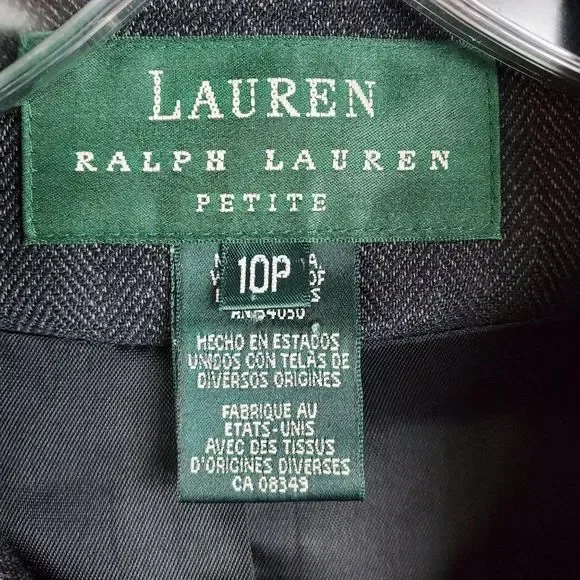 LAUREN
RALPH LAUREN
PETITE
10P
HECHO EN ESTADOS
UNIDOS CON TELAS DE
DIVERSOS ORIGINES
FABRIQUE AU
ETATS-UNIS
AVEC DES TISSUS
D'ORIGINES DIVERSES
CA 08349